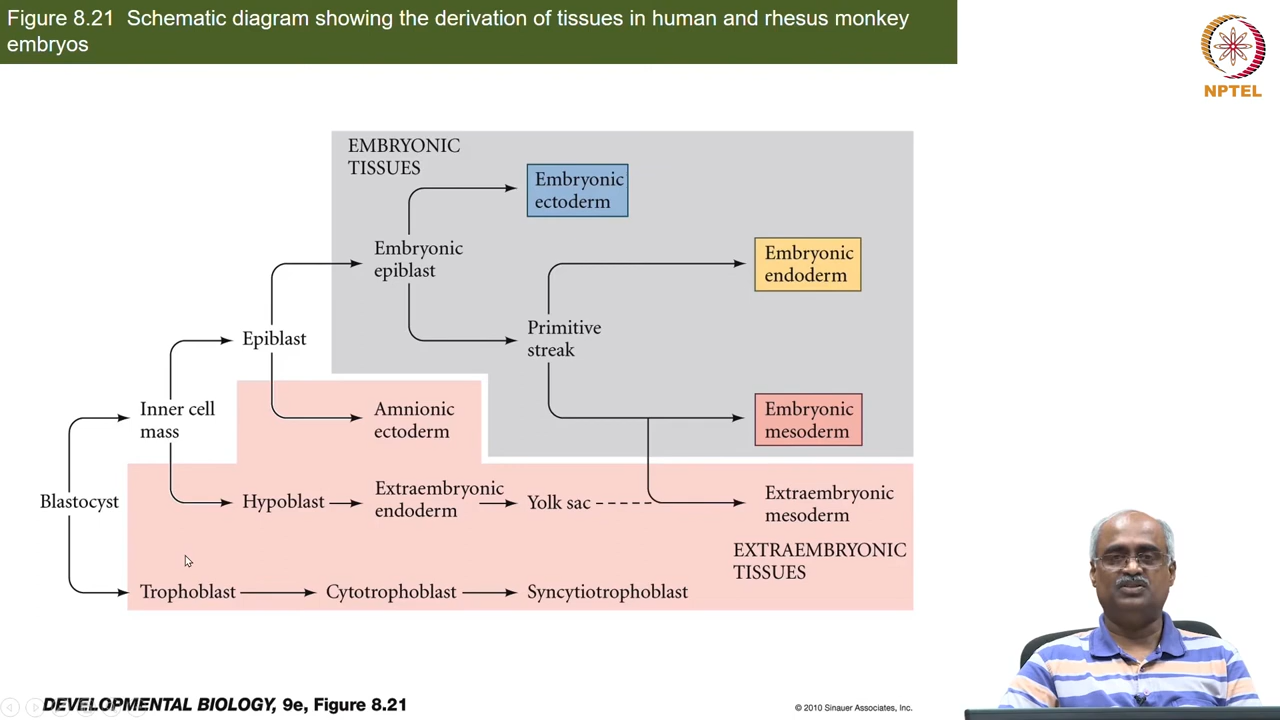 Figure 8.21 Schematic diagram showing the derivation of tissues in human and rhesus monkey
embryos
NPTEL
EMBRYONIC
TISSUES
Embryonic
ectoderm
Embryonic
epiblast
Embryonic
endoderm
Primitive
streak
Epiblast
Inner cell
mass
Amnionic
ectoderm
Embryonic
mesoderm
Blastocyst
Hypoblast
Extraembryonic
endoderm
Yolk sac
Extraembryonic
mesoderm
EXTRAEMBRYONIC
TISSUES
Trophoblast
Cytotrophoblast
Syncytiotrophoblast
DEVELOPMENTAL BIOLOGY, 9e, Figure 8.21
© 2010 Sinauer Associates, Inc.